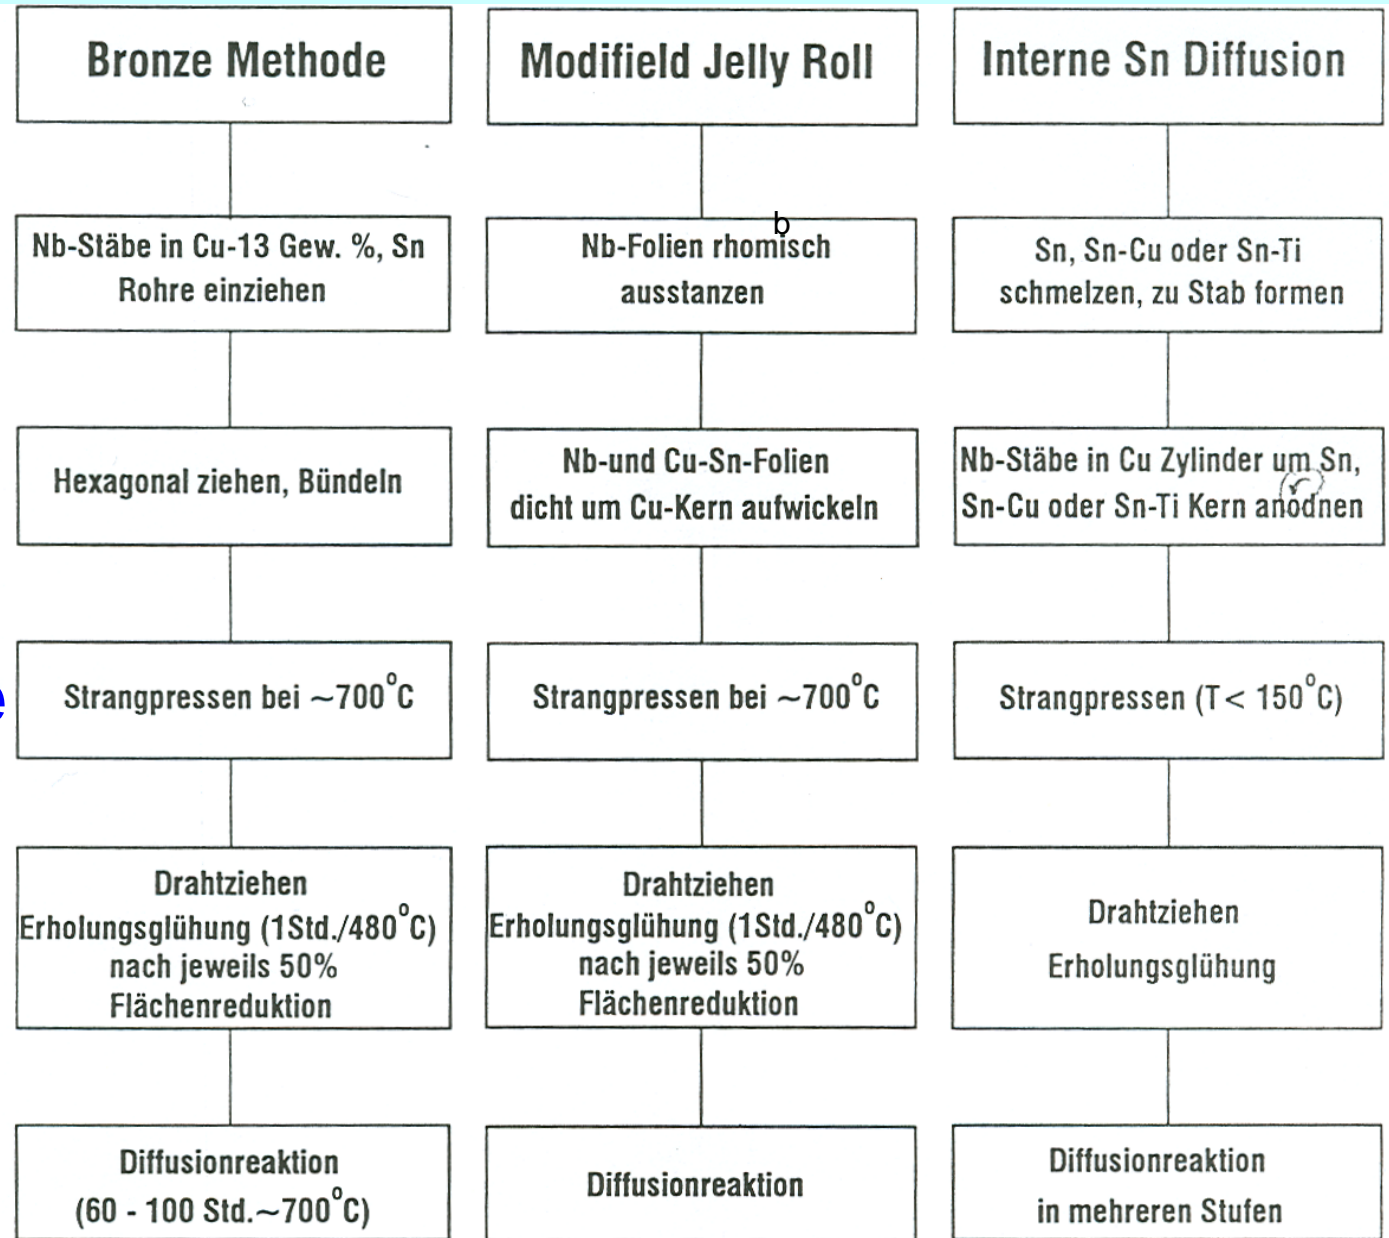 Bronze Methode
Nb-Stäbe in Cu-13 Gew. %, Sn
Rohre einziehen
Hexagonal ziehen, Bündeln
Strangpressen bei ~700°C
Drahtziehen
Erholungsglühung (1Std./480°C)
nach jeweils 50%
Flächenreduktion
Diffusionreaktion
(60 - 100 Std.~700°C)
Modifield Jelly Roll
b
Nb-Folien rhomisch
ausstanzen
Nb-und Cu-Sn-Folien
dicht um Cu-Kern aufwickeln
Strangpressen bei ~700°C
Drahtziehen
Erholungsglühung (1Std./480°C)
nach jeweils 50%
Flächenreduktion
Diffusionreaktion
Interne Sn Diffusion
Sn, Sn-Cu oder Sn-Ti
schmelzen, zu Stab formen
Nb-Stäbe in Cu Zylinder um Sn,
Sn-Cu oder Sn-Ti Kern anodnen
Strangpressen (T < 150°C)
Drahtziehen
Erholungsglühung
Diffusionreaktion
in mehreren Stufen